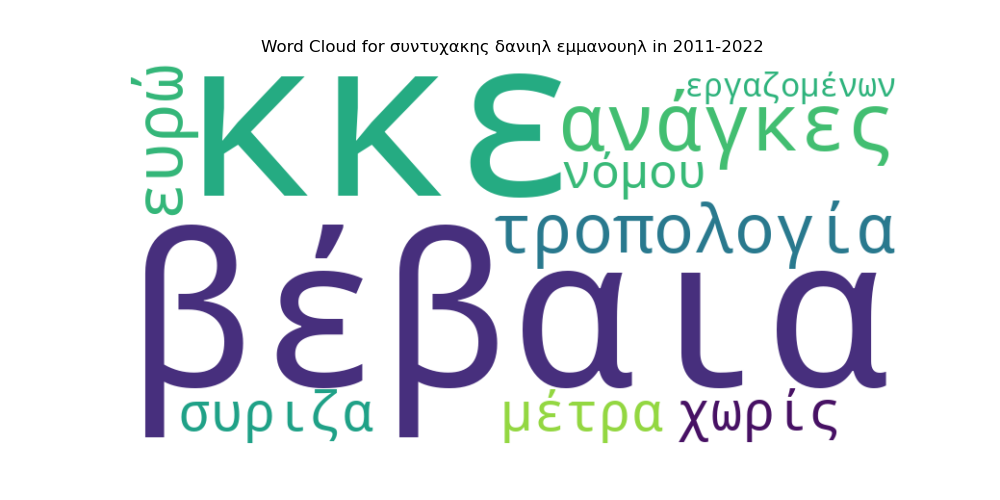 Word Cloud for συντυχακης δανιηλ εμμανουηλ in 2011-2022
ευρώ
κκε
εργαζομένων
ανάγκες
νόμου
τροπολογία
βέβαια
συριζα
μέτρα
χωρίς